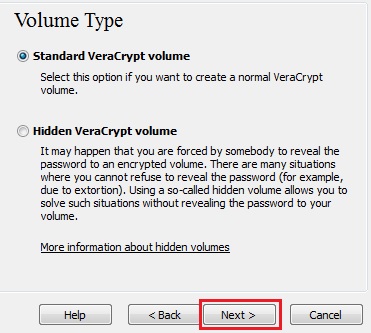 Volume Type
Standard VeraCrypt volume
Select this option if you want to create a normal VeraCrypt
volume.
Hidden VeraCrypt volume
It may happen that you are forced by somebody to reveal the
password to an encrypted volume. There are many situations
where you cannot refuse to reveal the password (for example,
due to extortion). Using a so-called hidden volume allows you to
solve such situations without revealing the password to your
volume.
More information about hidden volumes
Help < Back Next > Cancel